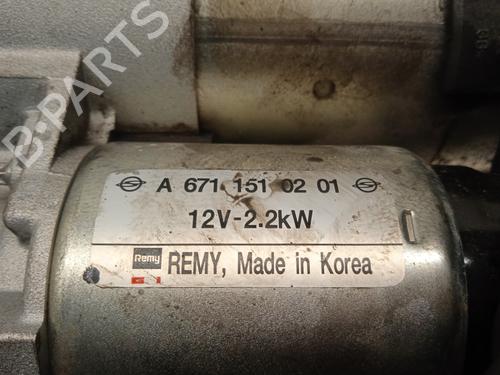 B-PARTS
A 671 151 02 01
12V-2.2kW
Remy REMY, Made in Korea